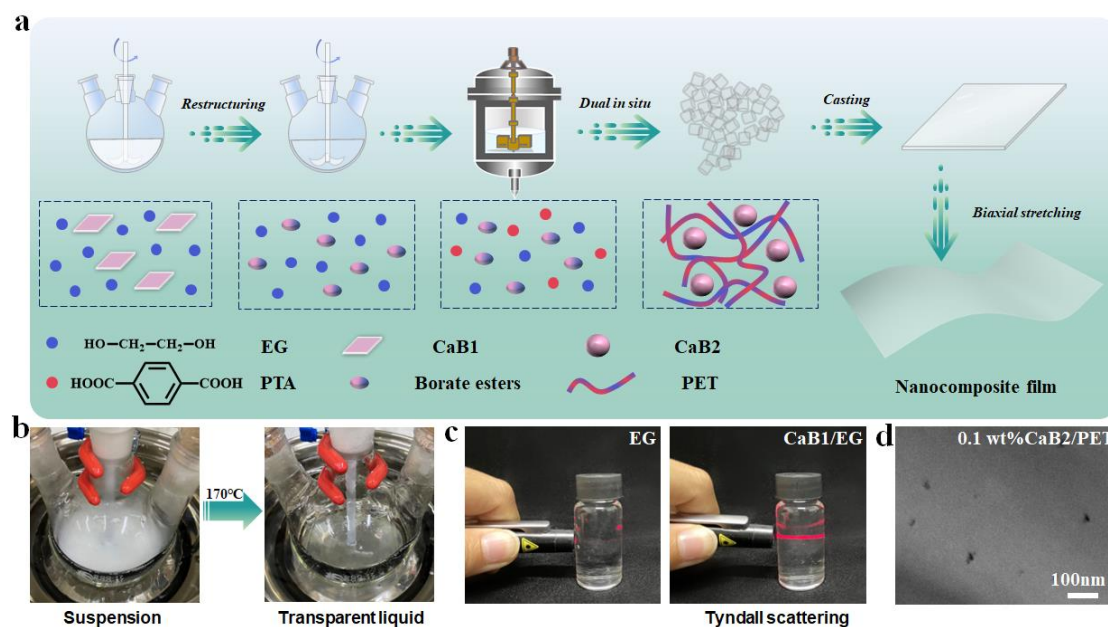 a
Restructuring
Dual in situ
Casting
Biaxial stretching
HO—CH₂—CH₂—OH
EG
CaB1
CaB2
HOOC
COOH
PTA
Borate esters
PET
Nanocomposite film
b
170℃
Suspension
Transparent liquid
c
EG
CaB1/EG
Tyndall scattering
d
0.1 wt%CaB2/PET
100nm